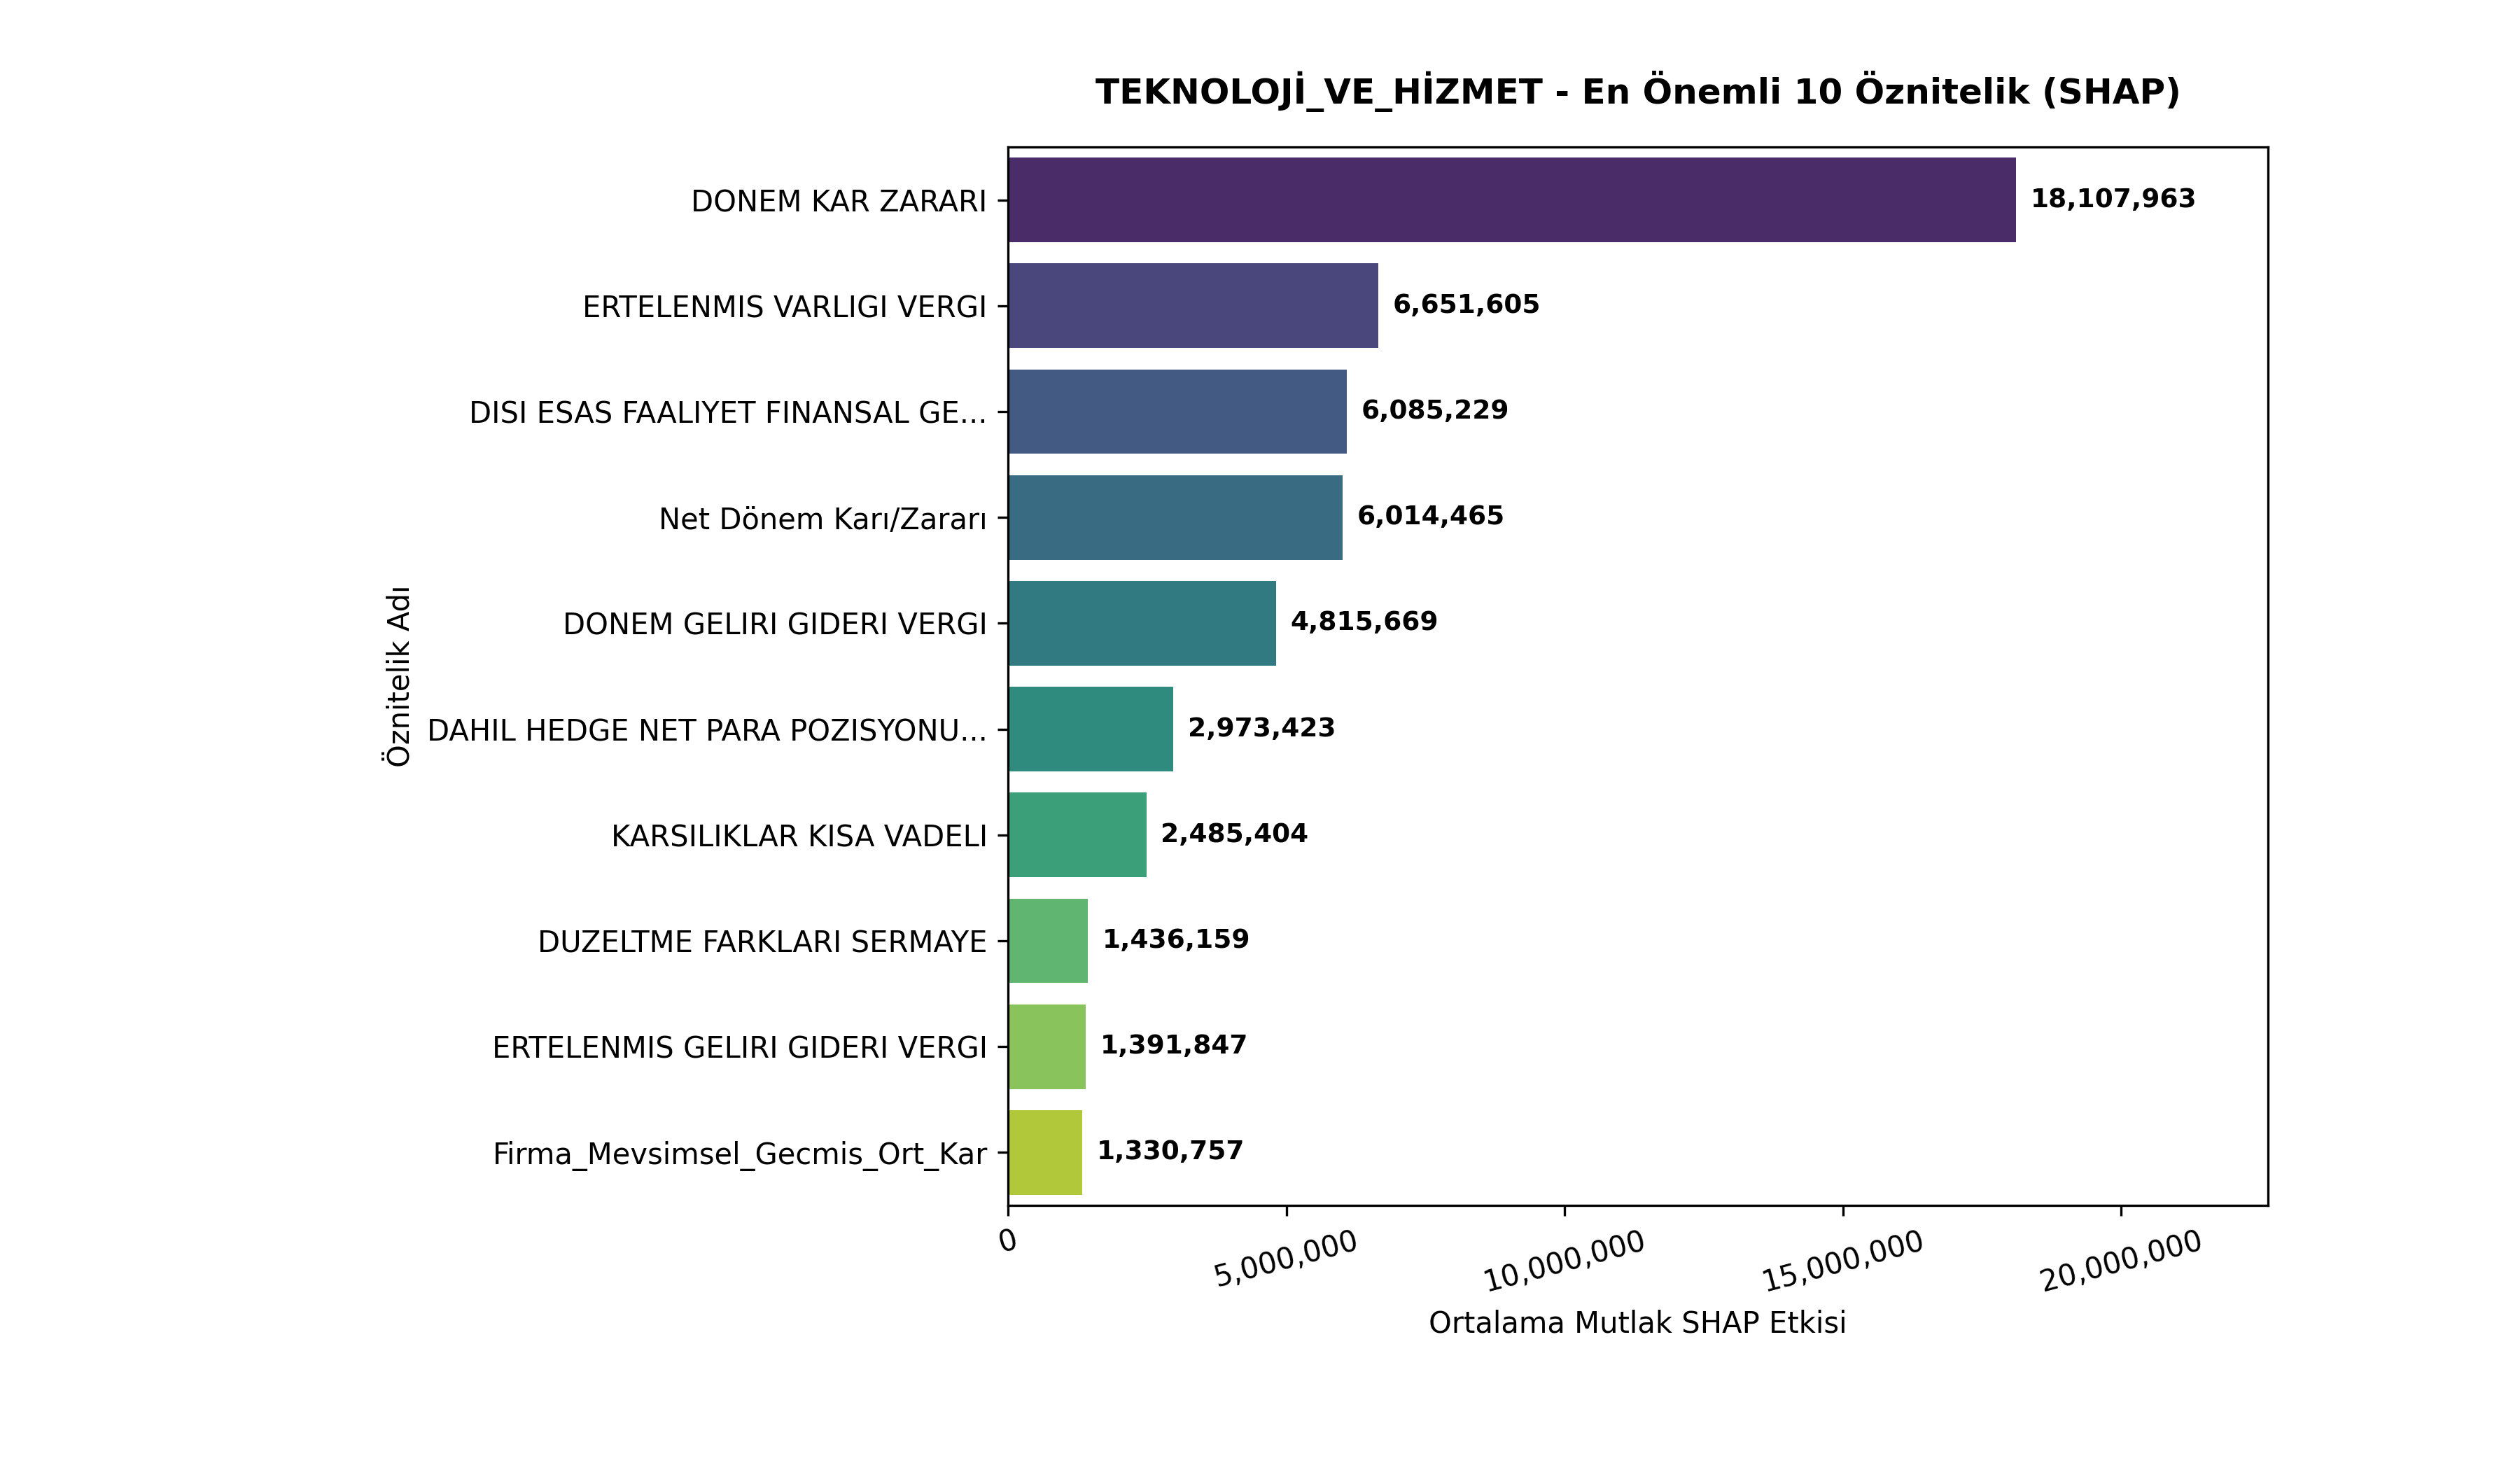 TEKNOLOJİ_VE_HİZMET - En Önemli 10 Öznitelik (SHAP)
Öznitelik Adı
DONEM KAR ZARARI 18,107,963
ERTELENMIS VARLIGI VERGI 6,651,605
DISI ESAS FAALIYET FINANSAL GE... 6,085,229
Net Dönem Karı/Zararı 6,014,465
DONEM GELIRI GIDERI VERGI 4,815,669
DAHIL HEDGE NET PARA POZISYONU... 2,973,423
KARSILIKLAR KISA VADELI 2,485,404
DUZELTME FARKLARI SERMAYE 1,436,159
ERTELENMIS GELIRI GIDERI VERGI 1,391,847
Firma_Mevsimsel_Gecmis_Ort_Kar 1,330,757
0 5,000,000 10,000,000 15,000,000 20,000,000
Ortalama Mutlak SHAP Etkisi